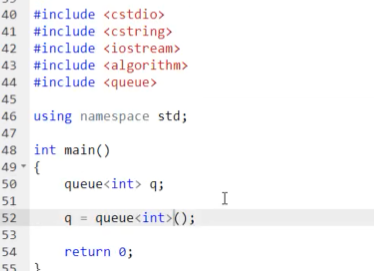 40 #include <cstdio>
41 #include <cstring>
42 #include <iostream>
43 #include <algorithm>
44 #include <queue>
45
46 using namespace std;
47
48 int main()
49 {
50 queue<int> q;
51
52 q = queue<int>();
53
54 return 0;
55 }